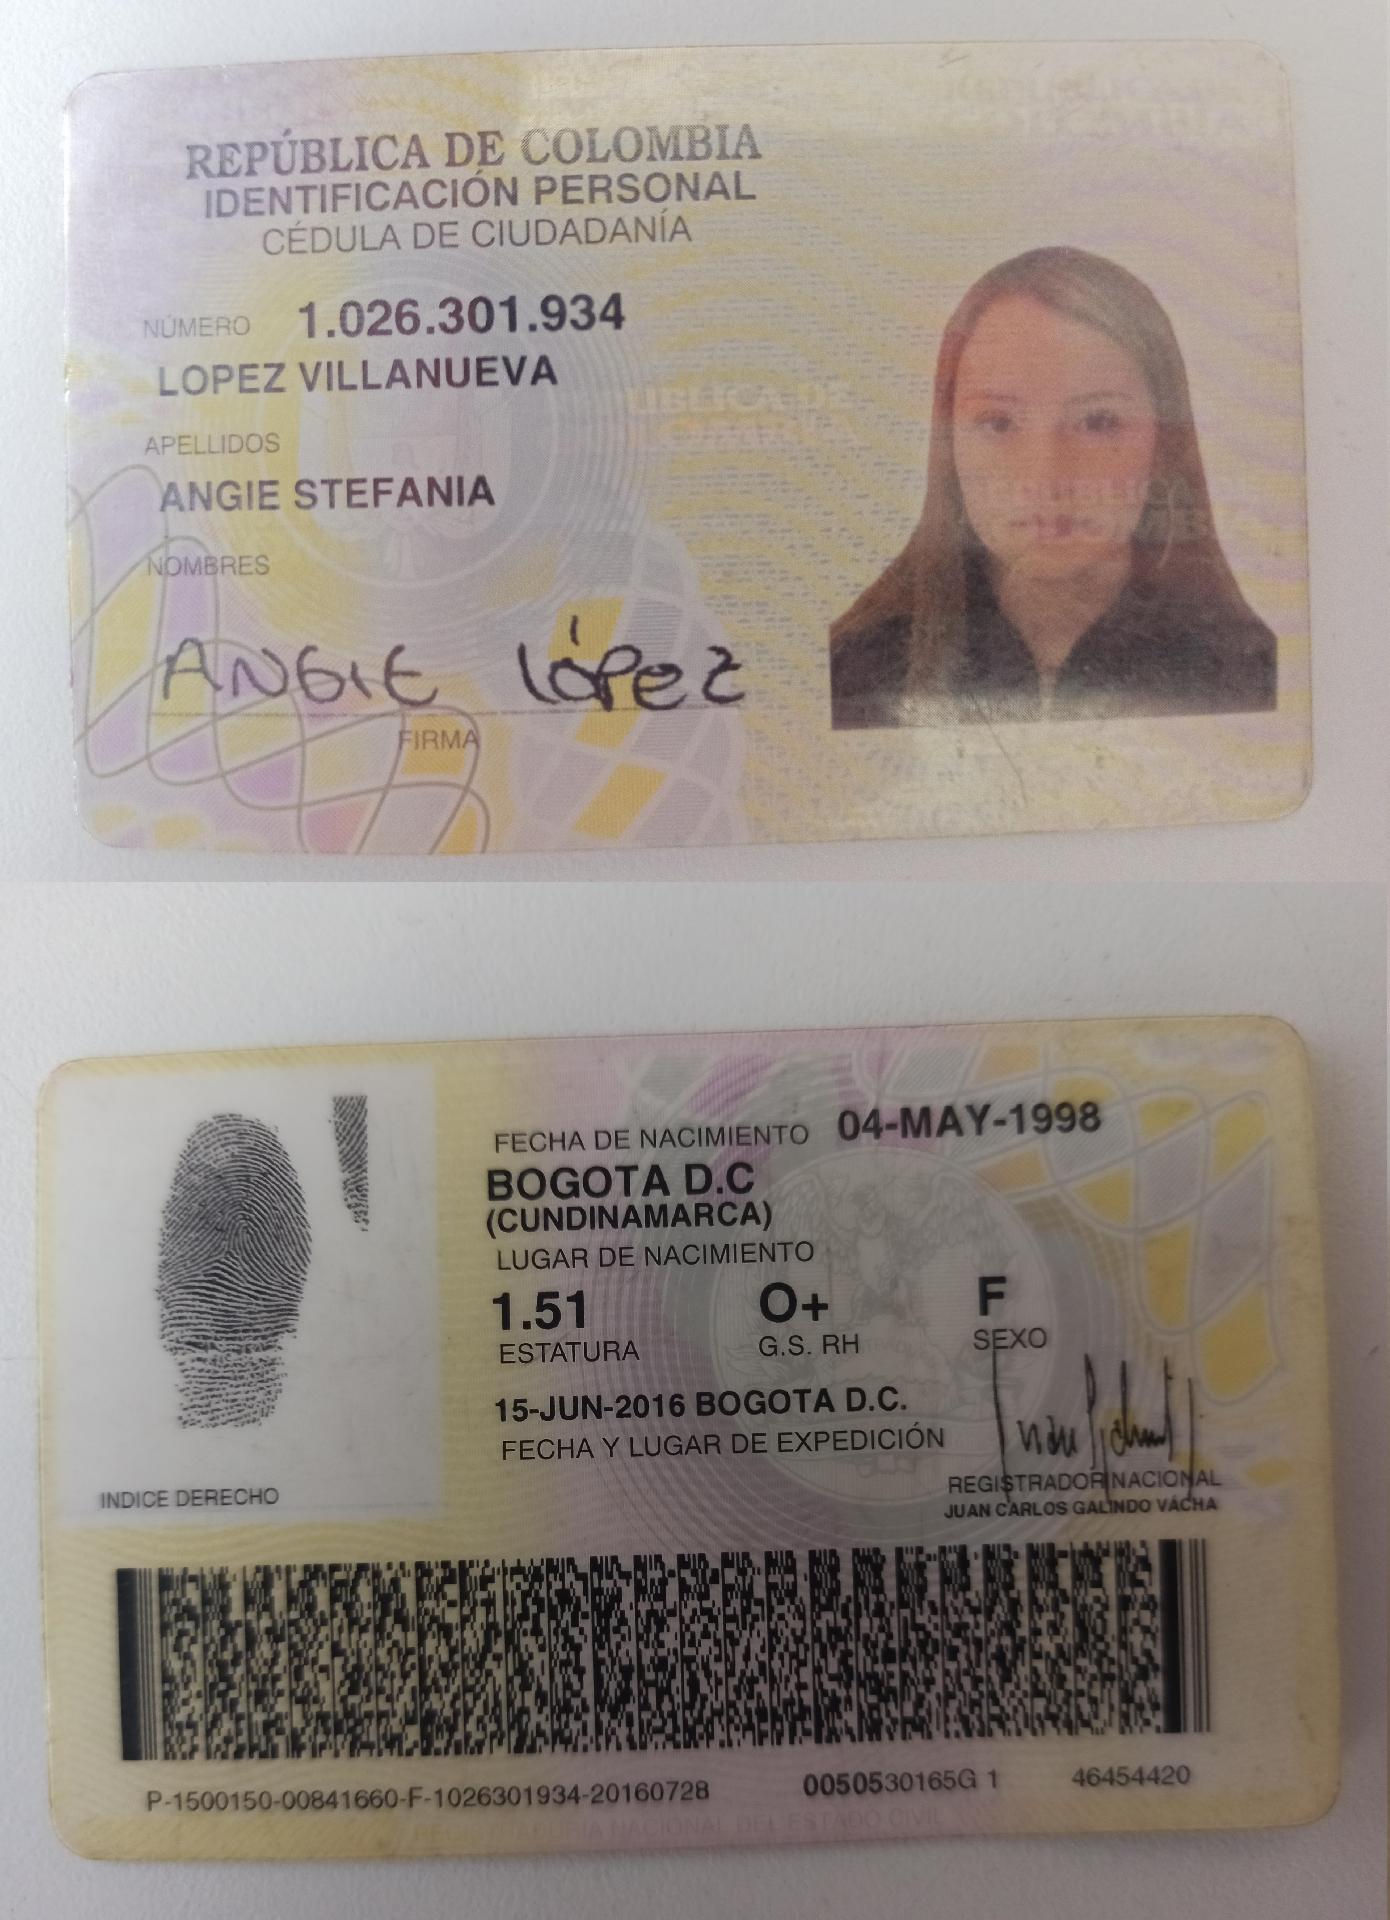 REPÚBLICA DE COLOMBIA
IDENTIFICACIÓN PERSONAL
CÉDULA DE CIUDADANÍA
NÚMERO 1.026.301.934
LOPEZ VILLANUEVA
APELLIDOS
ANGIE STEFANIA
NOMBRES
ANGIE López
FIRMA
FECHA DE NACIMIENTO 04-MAY-1998
BOGOTA D.C
(CUNDINAMARCA)
LUGAR DE NACIMIENTO
1.51 O+ F
ESTATURA G.S. RH SEXO
15-JUN-2016 BOGOTA D.C.
FECHA Y LUGAR DE EXPEDICIÓN
INDICE DERECHO
REGISTRADOR NACIONAL
JUAN CARLOS GALINDO VÁCHA
P-1500150-00841660-F-1026301934-20160728 0050530165G 1 46454420
REGISTRADURIA NACIONAL DEL ESTADO CIVIL